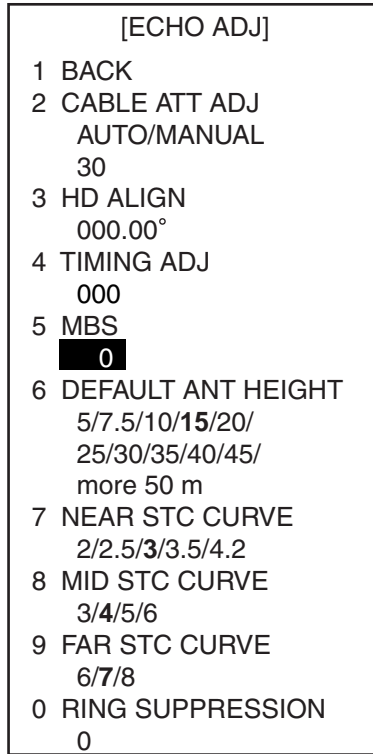 [ECHO ADJ]
1 BACK
2 CABLE ATT ADJ
AUTO/MANUAL
30
3 HD ALIGN
000.00°
4 TIMING ADJ
000
5 MBS
0
6 DEFAULT ANT HEIGHT
5/7.5/10/15/20/
25/30/35/40/45/
more 50 m
7 NEAR STC CURVE
2/2.5/3/3.5/4.2
8 MID STC CURVE
3/4/5/6
9 FAR STC CURVE
6/7/8
0 RING SUPPRESSION
0